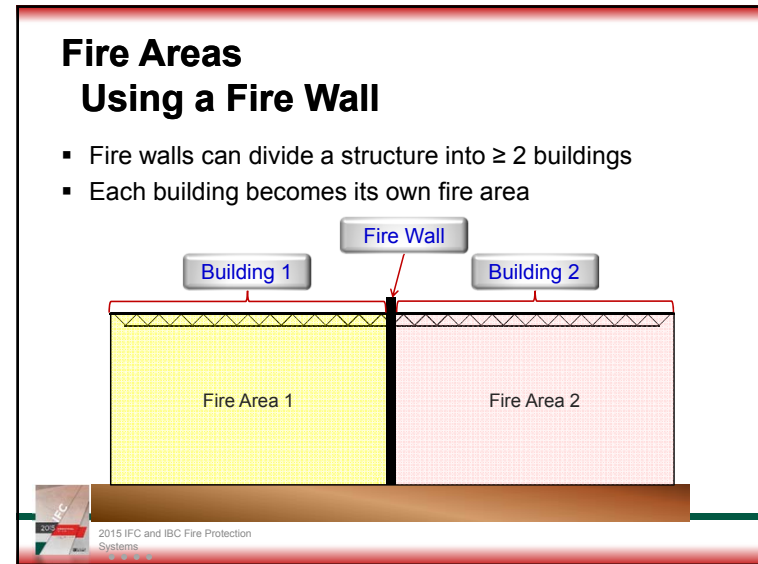 Fire Areas
Using a Fire Wall
▪ Fire walls can divide a structure into ≥ 2 buildings
▪ Each building becomes its own fire area
Fire Wall
Building 1
Building 2
Fire Area 1
Fire Area 2
IFC
2015
2015 IFC and IBC Fire Protection
Systems